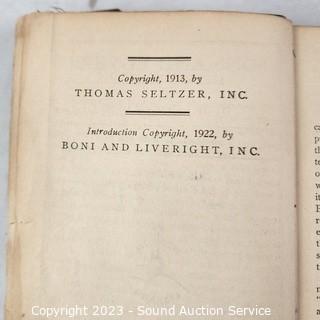 Copyright, 1913, by
THOMAS SELTZER, INC.
Introduction Copyright, 1922, by
BONI AND LIVERIGHT, INC.
Copyright 2023 - Sound Auction Service